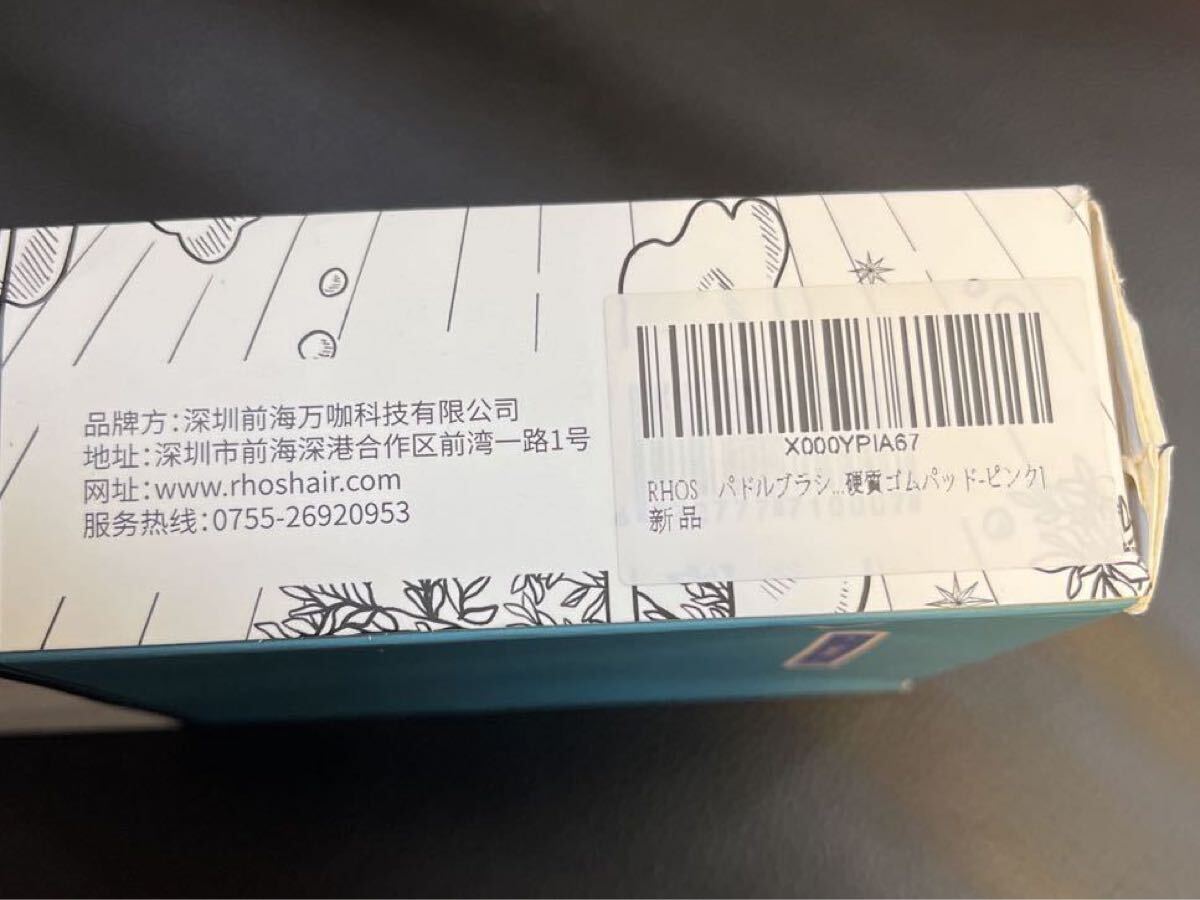 品牌方:深圳前海万咖科技有限公司
地址:深圳市前海深港合作区前湾一路1号
网址:www.rhoshair.com
服务热线:0755-26920953
X000YPIA67
RHOS パドルブラシ...硬質ゴムパッド-ピンク1
新品